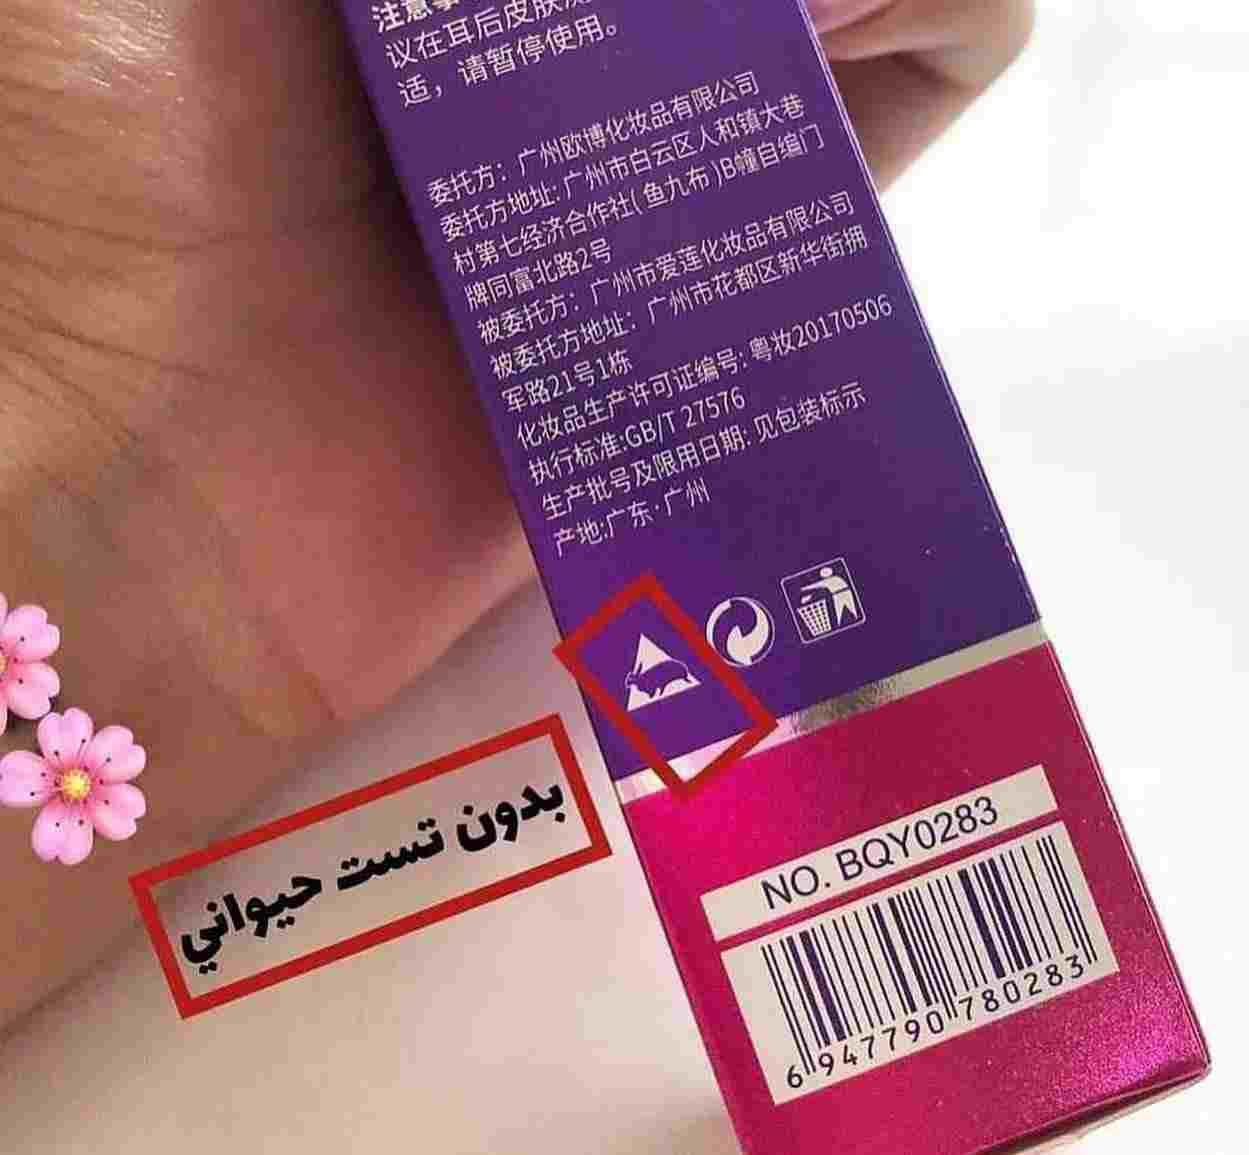 注意事
议在耳后皮肤
适，请暂停使用。
委托方：广州欧博化妆品有限公司
委托方地址:广州市白云区人和镇大巷
村第七经济合作社(鱼九布)B幢自编门
牌同富北路2号
被委托方：广州市爱莲化妆品有限公司
被委托方地址：广州市花都区新华街拥
军路21号1栋
化妆品生产许可证编号:粤妆20170506
执行标准:GB/T 27576
生产批号及限用日期:见包装标示
产地:广东·广州
بدون تست حيواني
NO. BQY0283
6947790780283